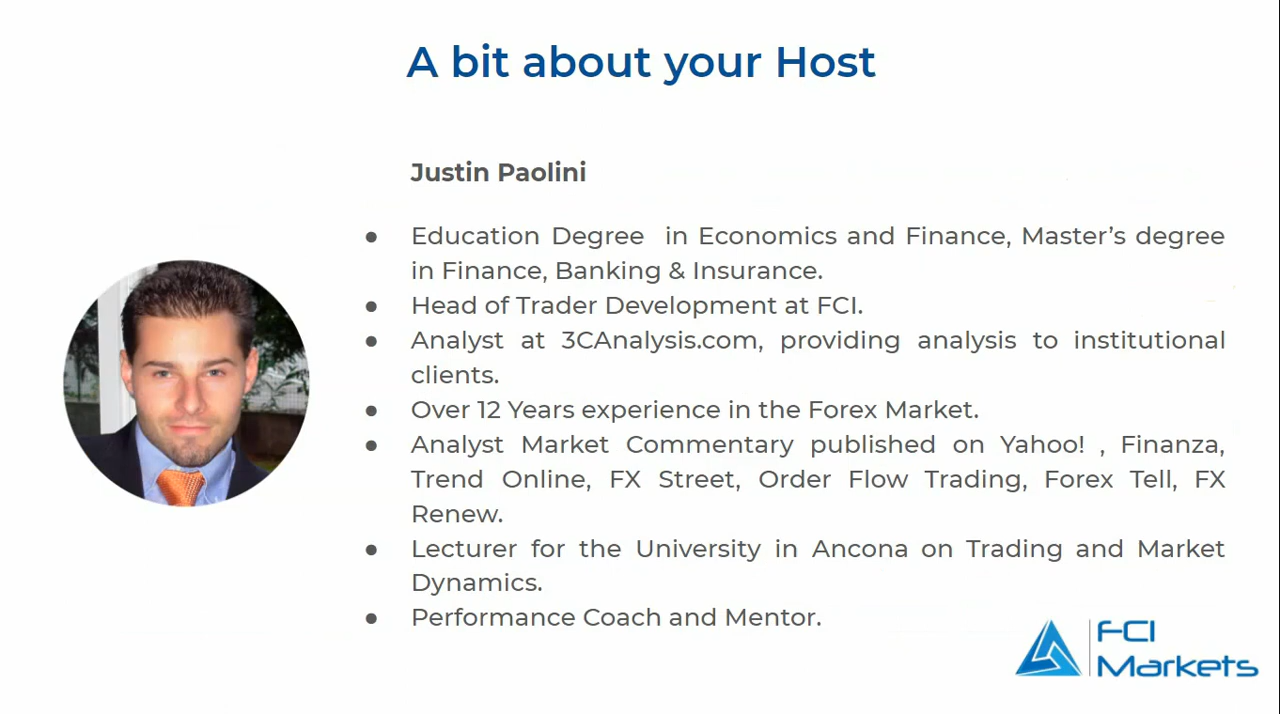 A bit about your Host
Justin Paolini
● Education Degree in Economics and Finance, Master's degree
in Finance, Banking & Insurance.
● Head of Trader Development at FCI.
● Analyst at 3CAnalysis.com, providing analysis to institutional
clients.
● Over 12 Years experience in the Forex Market.
● Analyst Market Commentary published on Yahoo! , Finanza,
Trend Online, FX Street, Order Flow Trading, Forex Tell, FX
Renew.
● Lecturer for the University in Ancona on Trading and Market
Dynamics.
● Performance Coach and Mentor.
FCI
Markets